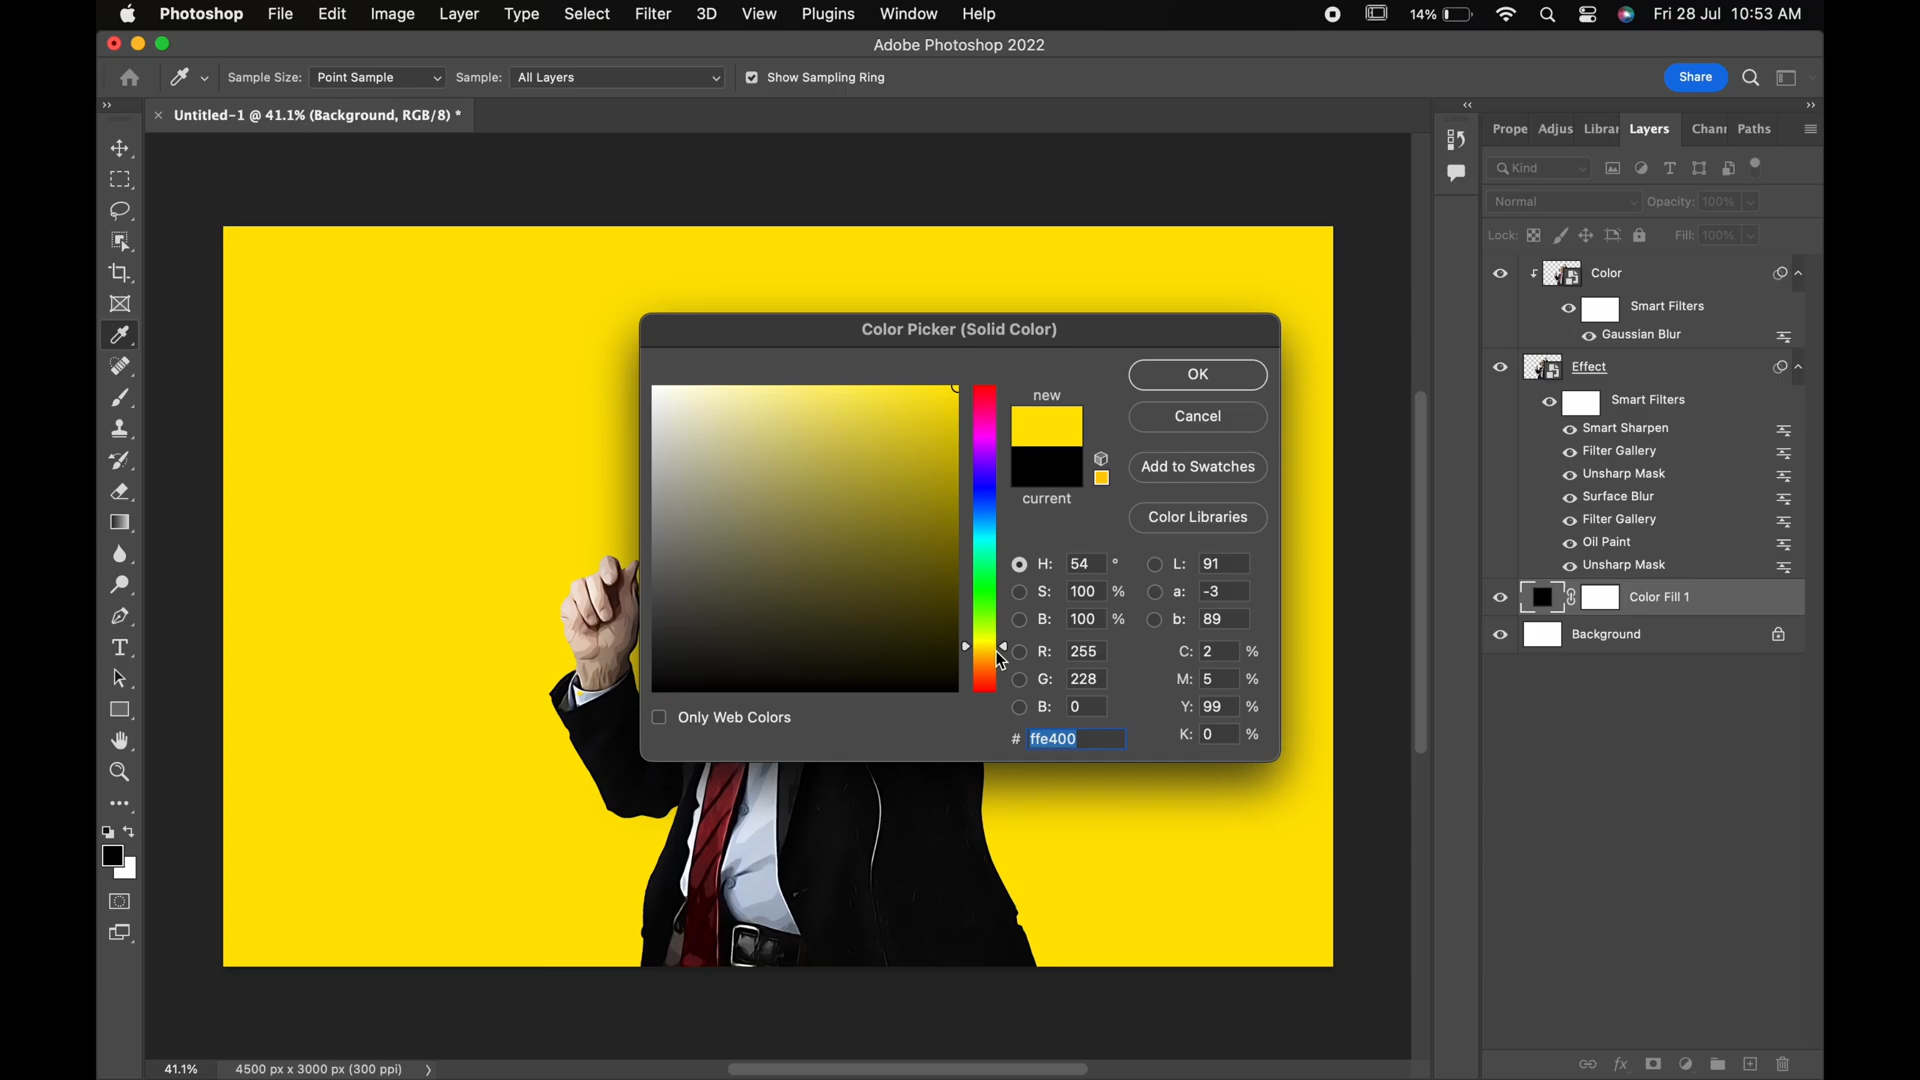 Photoshop File Edit Image Layer Type Select Filter 3D View Plugins Window Help 14% Fri 28 Jul 10:53 AM
Adobe Photoshop 2022
Sample Size: Point Sample Sample: All Layers Show Sampling Ring Share
Untitled-1 @ 41.1% (Background, RGB/8) *
Prope Adjus Librar Layers Chann Paths
Kind
Normal Opacity: 100%
Lock: Fill: 100%
Color
Smart Filters
Gaussian Blur
Effect
Smart Filters
Smart Sharpen
Filter Gallery
Unsharp Mask
Surface Blur
Filter Gallery
Oil Paint
Unsharp Mask
Color Fill 1
Background
Color Picker (Solid Color)
new
current
OK
Cancel
Add to Swatches
Color Libraries
H: 54 ° L: 91
S: 100 % a: -3
B: 100 % b: 89
R: 255 C: 2 %
G: 228 M: 5 %
B: 0 Y: 99 %
# ffe400 K: 0 %
Only Web Colors
41.1% 4500 px x 3000 px (300 ppi)